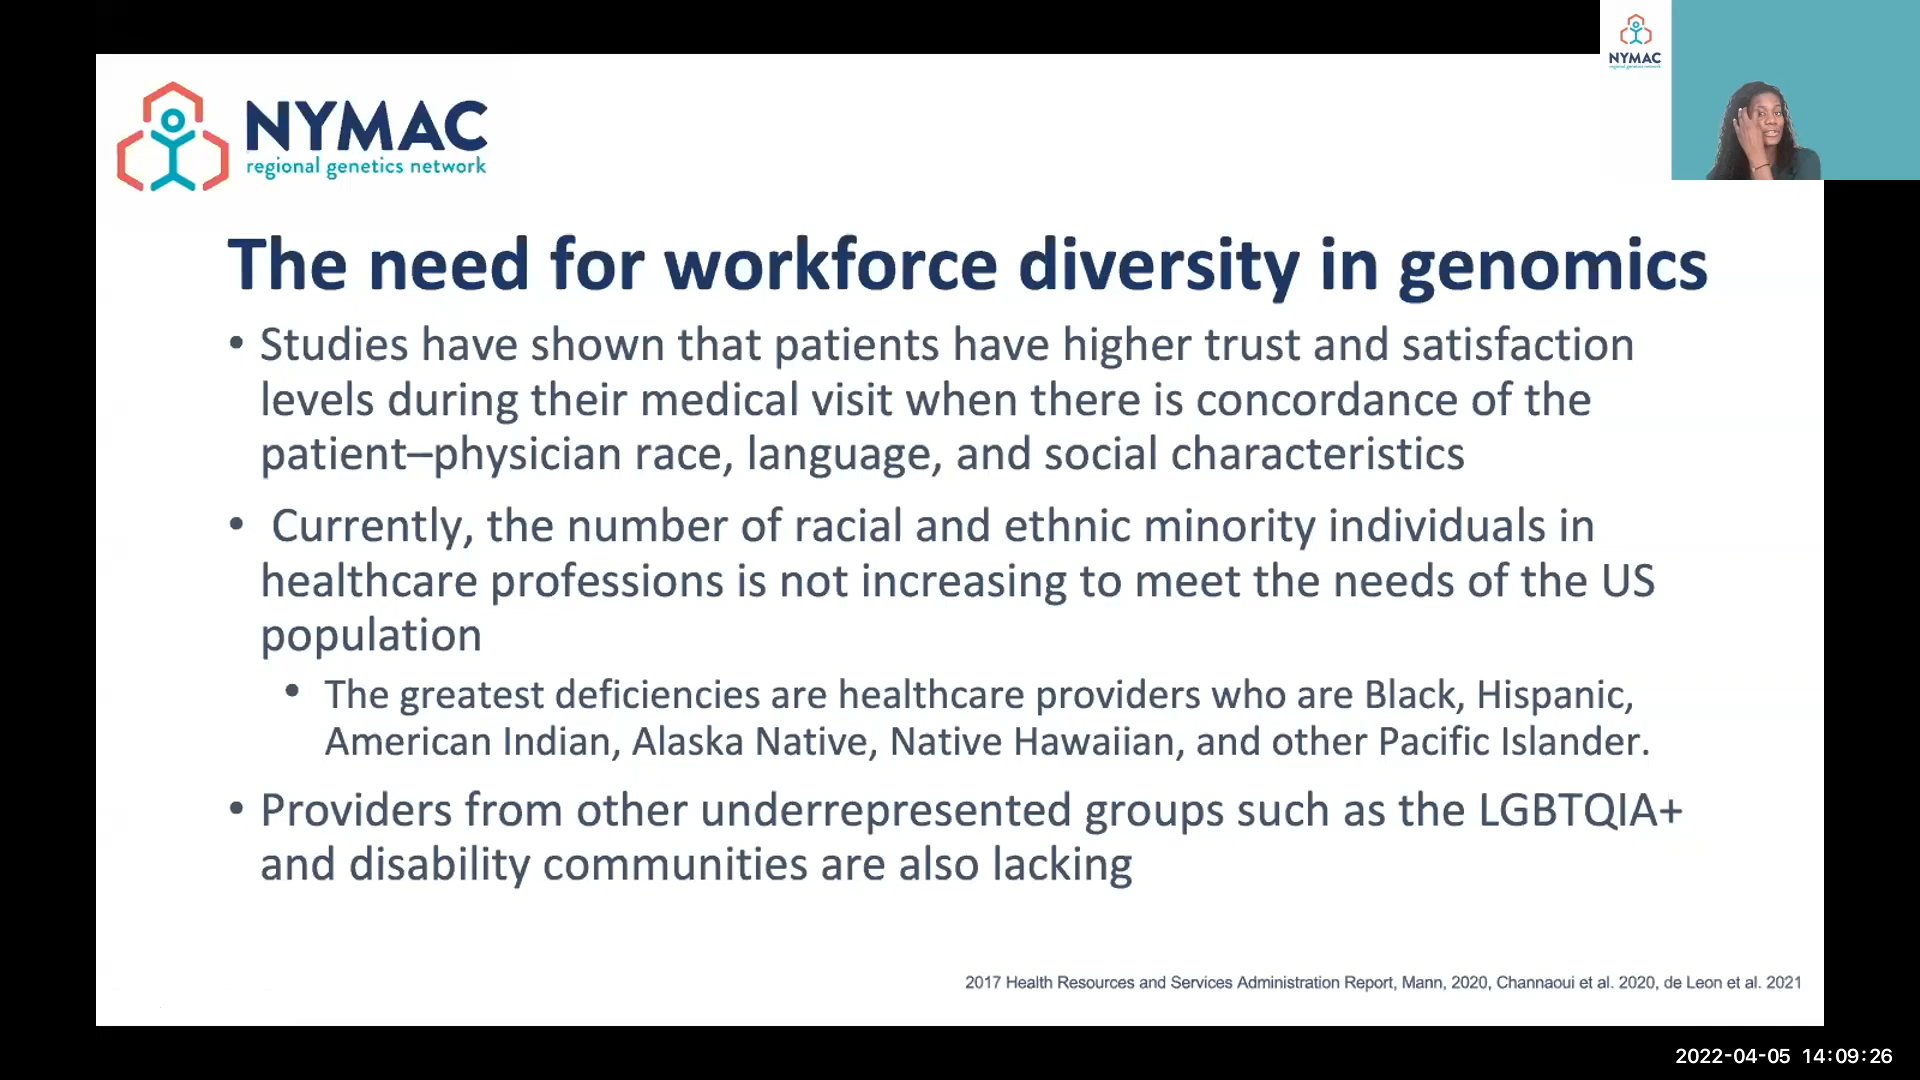 NYMAC
regional genetics network
NYMAC
regional genetics network
The need for workforce diversity in genomics
• Studies have shown that patients have higher trust and satisfaction
levels during their medical visit when there is concordance of the
patient–physician race, language, and social characteristics
• Currently, the number of racial and ethnic minority individuals in
healthcare professions is not increasing to meet the needs of the US
population
• The greatest deficiencies are healthcare providers who are Black, Hispanic,
American Indian, Alaska Native, Native Hawaiian, and other Pacific Islander.
• Providers from other underrepresented groups such as the LGBTQIA+
and disability communities are also lacking
2017 Health Resources and Services Administration Report, Mann, 2020, Channaoui et al. 2020, de Leon et al. 2021
2022-04-05 14:09:26